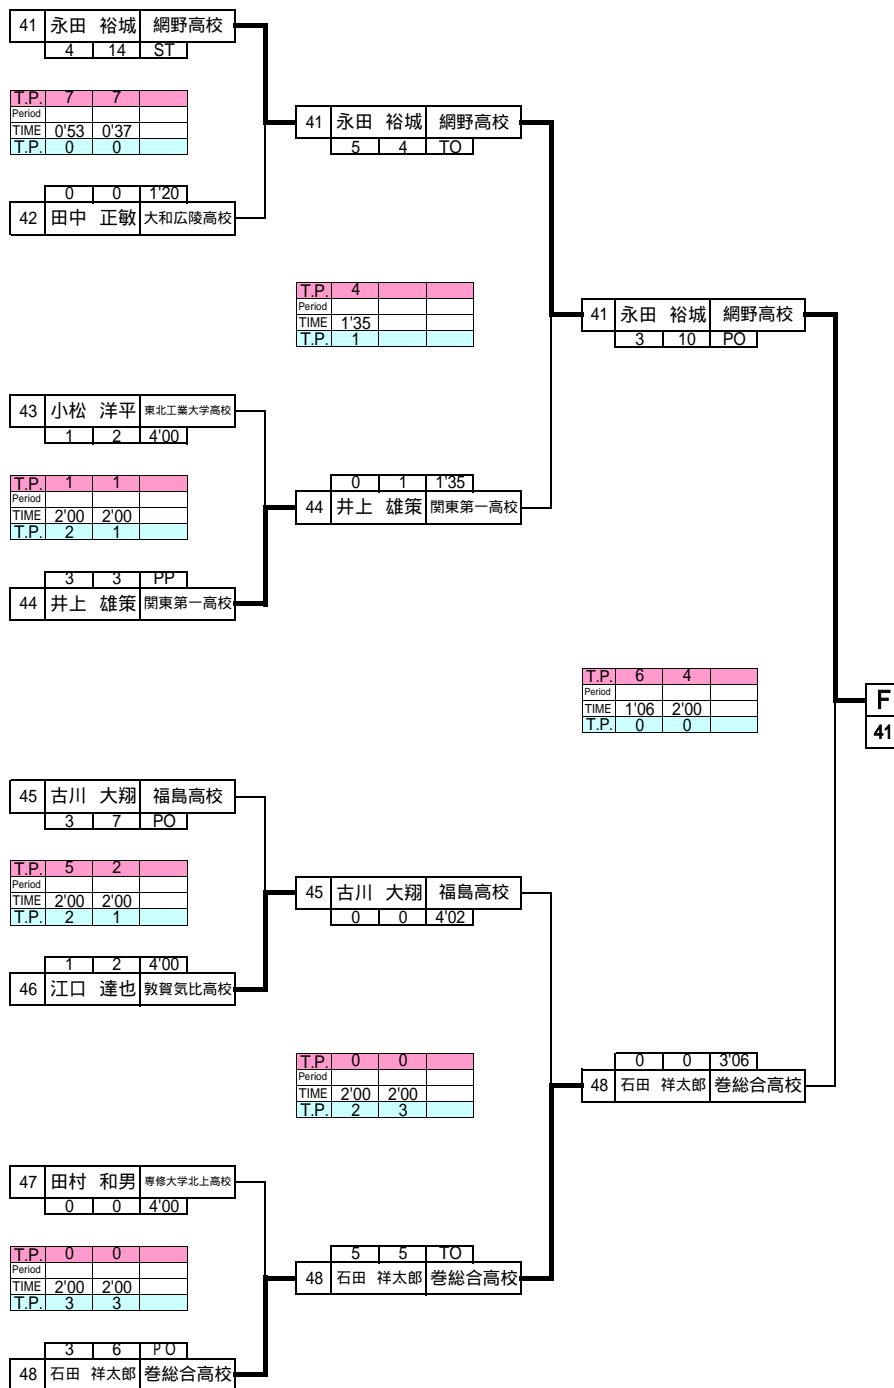 41 永田 裕城 網野高校
4 14 ST
T.P. 7 7
Period
TIME 0'53 0'37
T.P. 0 0
0 0 1'20
42 田中 正敏 大和広陵高校
41 永田 裕城 網野高校
5 4 TO
T.P. 4
Period
TIME 1'35
T.P. 1
0 1 1'35
44 井上 雄策 関東第一高校
43 小松 洋平 東北工業大学高校
1 2 4'00
T.P. 1 1
Period
TIME 2'00 2'00
T.P. 2 1
3 3 PP
44 井上 雄策 関東第一高校
41 永田 裕城 網野高校
3 10 PO
T.P. 6 4
Period
TIME 1'06 2'00
T.P. 0 0
0 0 3'06
48 石田 祥太郎 巻総合高校
F
41
45 古川 大翔 福島高校
3 7 PO
T.P. 5 2
Period
TIME 2'00 2'00
T.P. 2 1
1 2 4'00
46 江口 達也 敦賀気比高校
45 古川 大翔 福島高校
0 0 4'02
T.P. 0 0
Period
TIME 2'00 2'00
T.P. 2 3
5 5 TO
48 石田 祥太郎 巻総合高校
47 田村 和男 専修大学北上高校
0 0 4'00
T.P. 0 0
Period
TIME 2'00 2'00
T.P. 3 3
3 6 PO
48 石田 祥太郎 巻総合高校